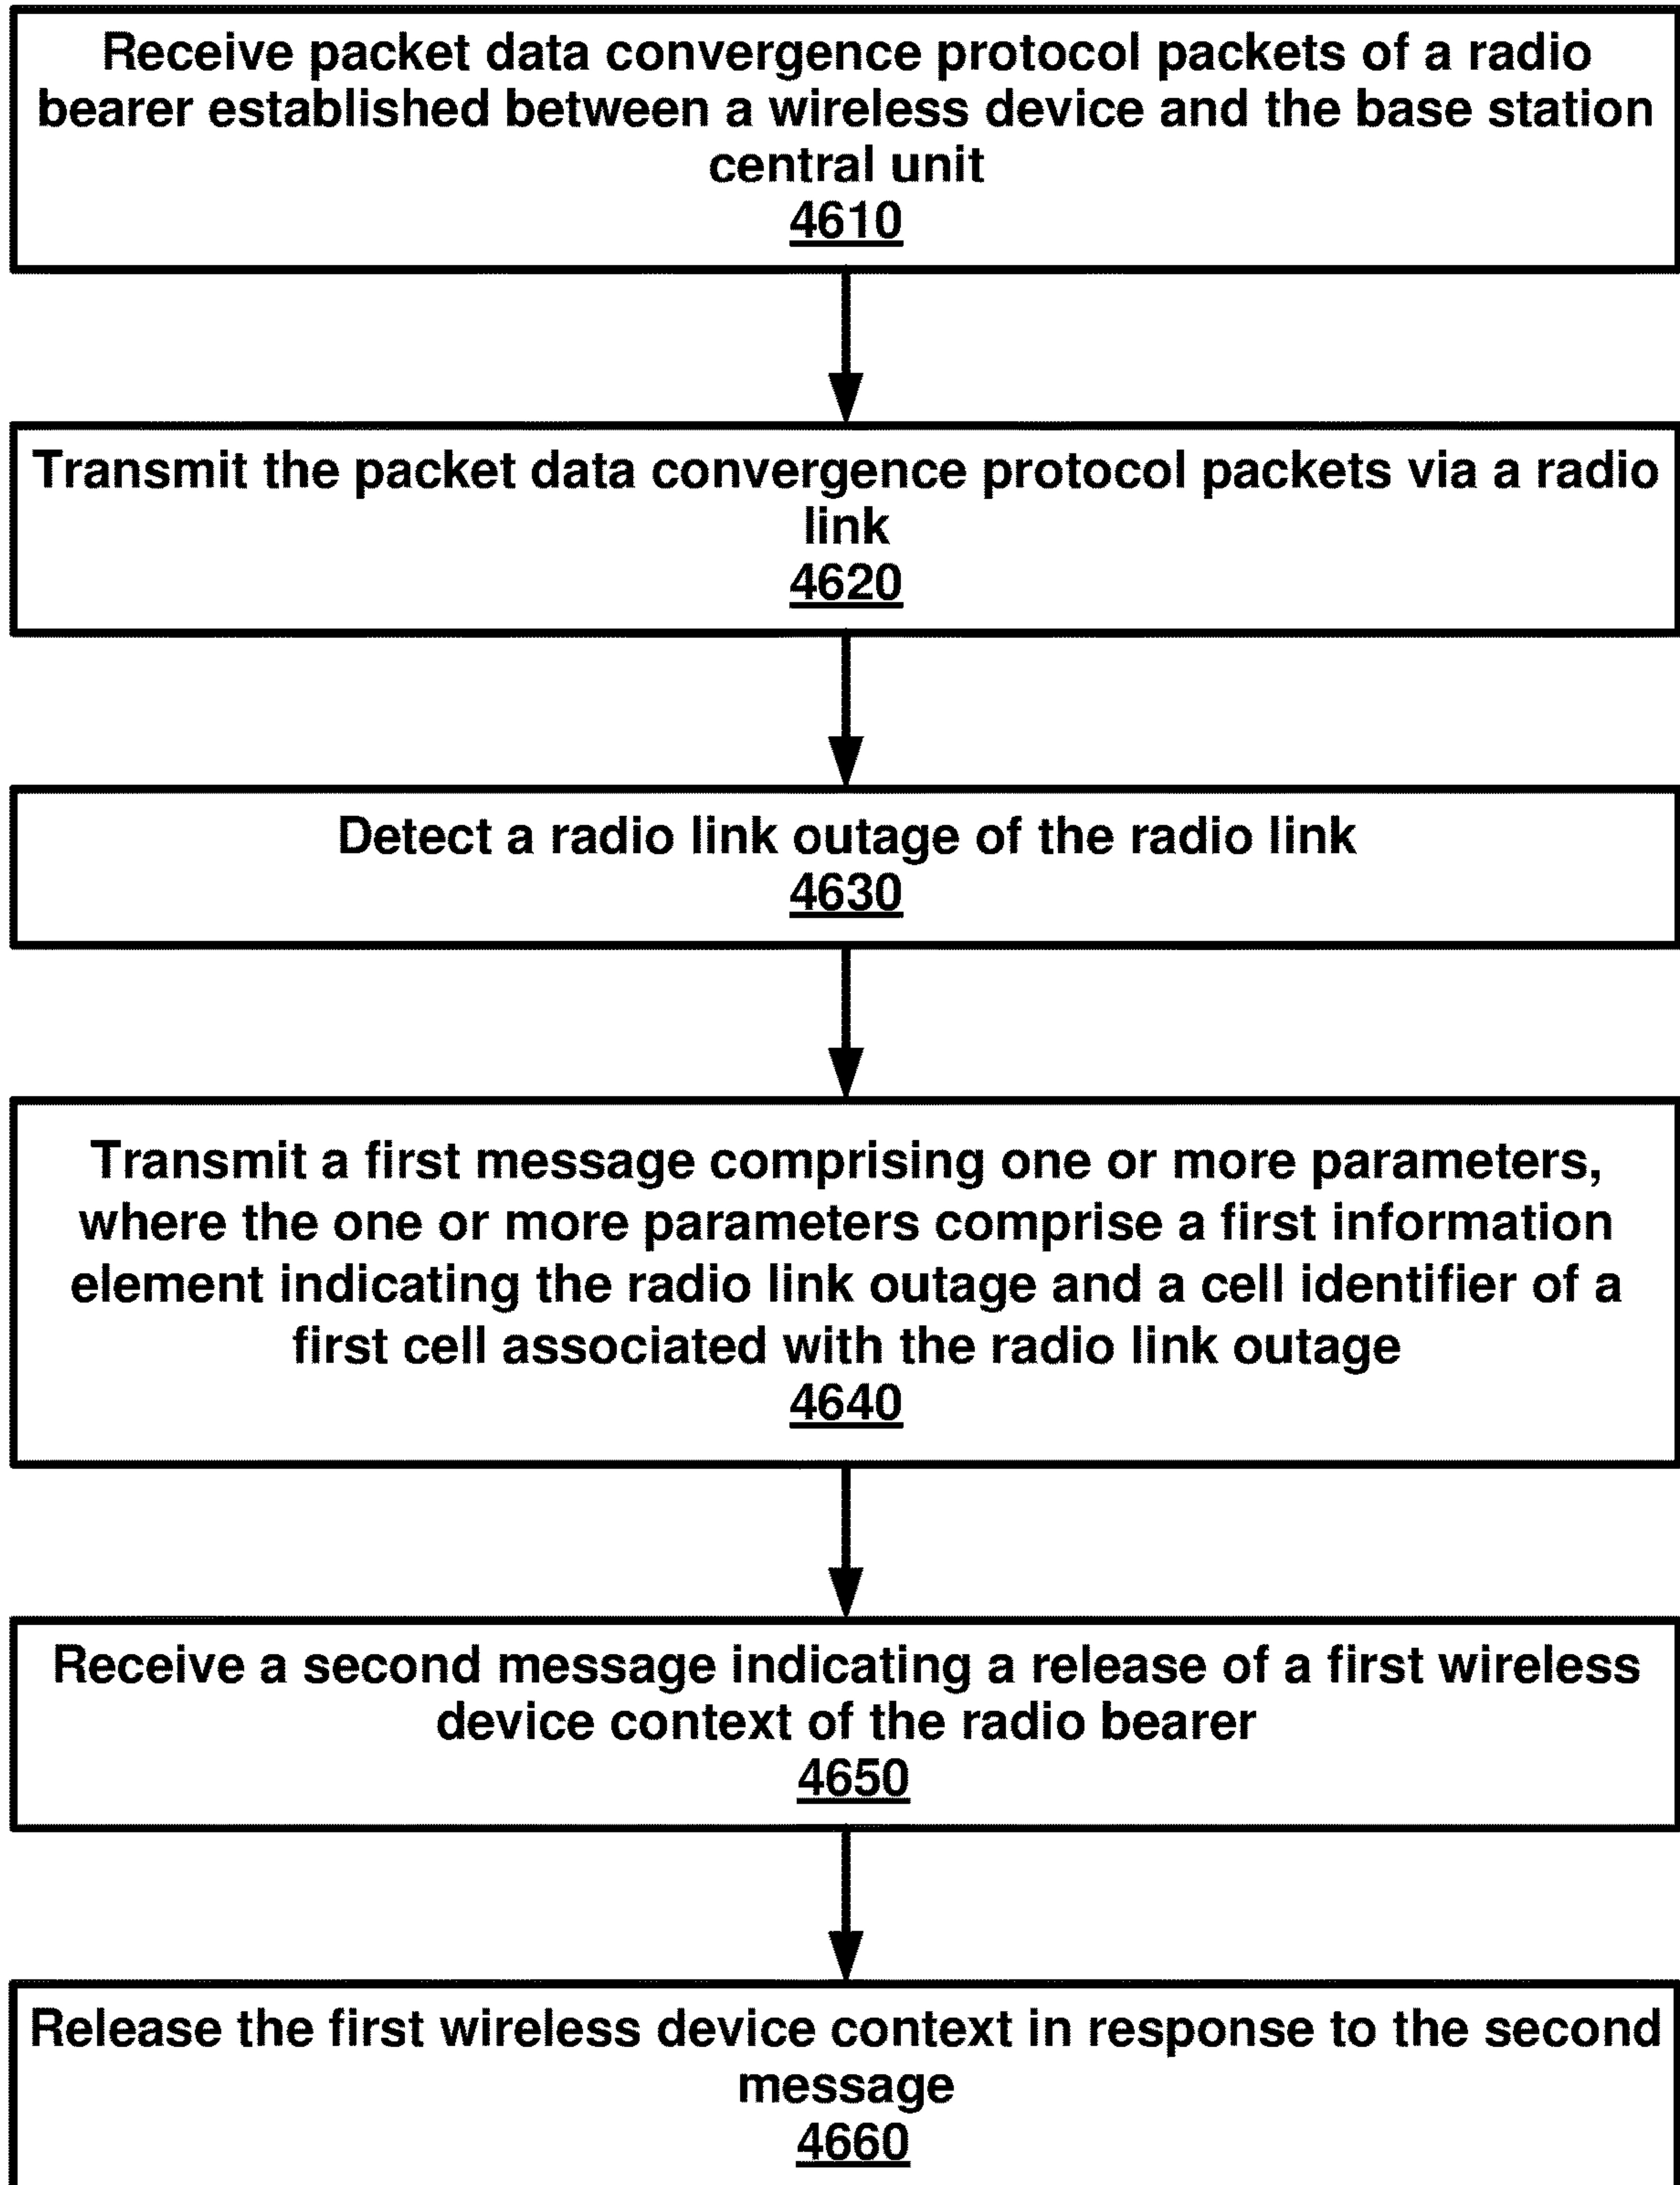 Receive packet data convergence protocol packets of a radio
bearer established between a wireless device and the base station
central unit
4610
Transmit the packet data convergence protocol packets via a radio
link
4620
Detect a radio link outage of the radio link
4630
Transmit a first message comprising one or more parameters,
where the one or more parameters comprise a first information
element indicating the radio link outage and a cell identifier of a
first cell associated with the radio link outage
4640
Receive a second message indicating a release of a first wireless
device context of the radio bearer
4650
Release the first wireless device context in response to the second
message
4660